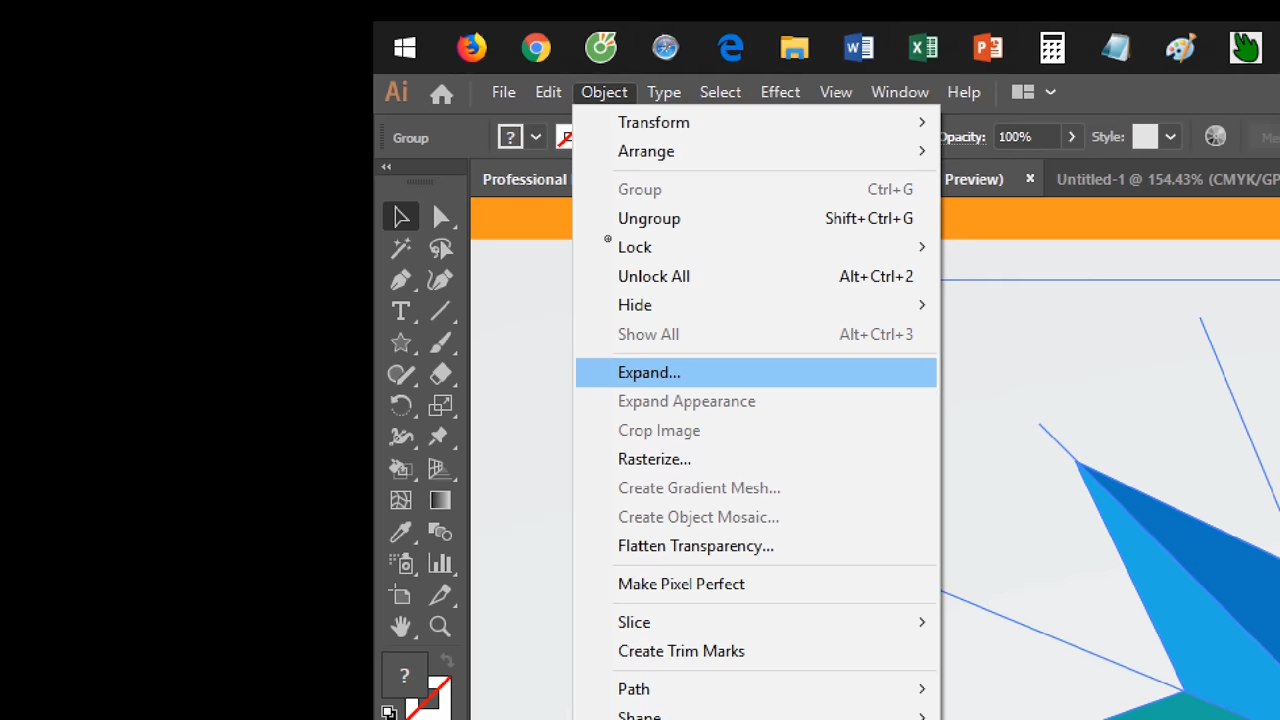 Ai File Edit Object Type Select Effect View Window Help
Group ? Opacity: 100% Style:
Professional Preview) × Untitled-1 @ 154.43% (CMYK/GP
Transform
Arrange
Group Ctrl+G
Ungroup Shift+Ctrl+G
Lock
Unlock All Alt+Ctrl+2
Hide
Show All Alt+Ctrl+3
Expand...
Expand Appearance
Crop Image
Rasterize...
Create Gradient Mesh...
Create Object Mosaic...
Flatten Transparency...
Make Pixel Perfect
Slice
Create Trim Marks
?
Path
Shape